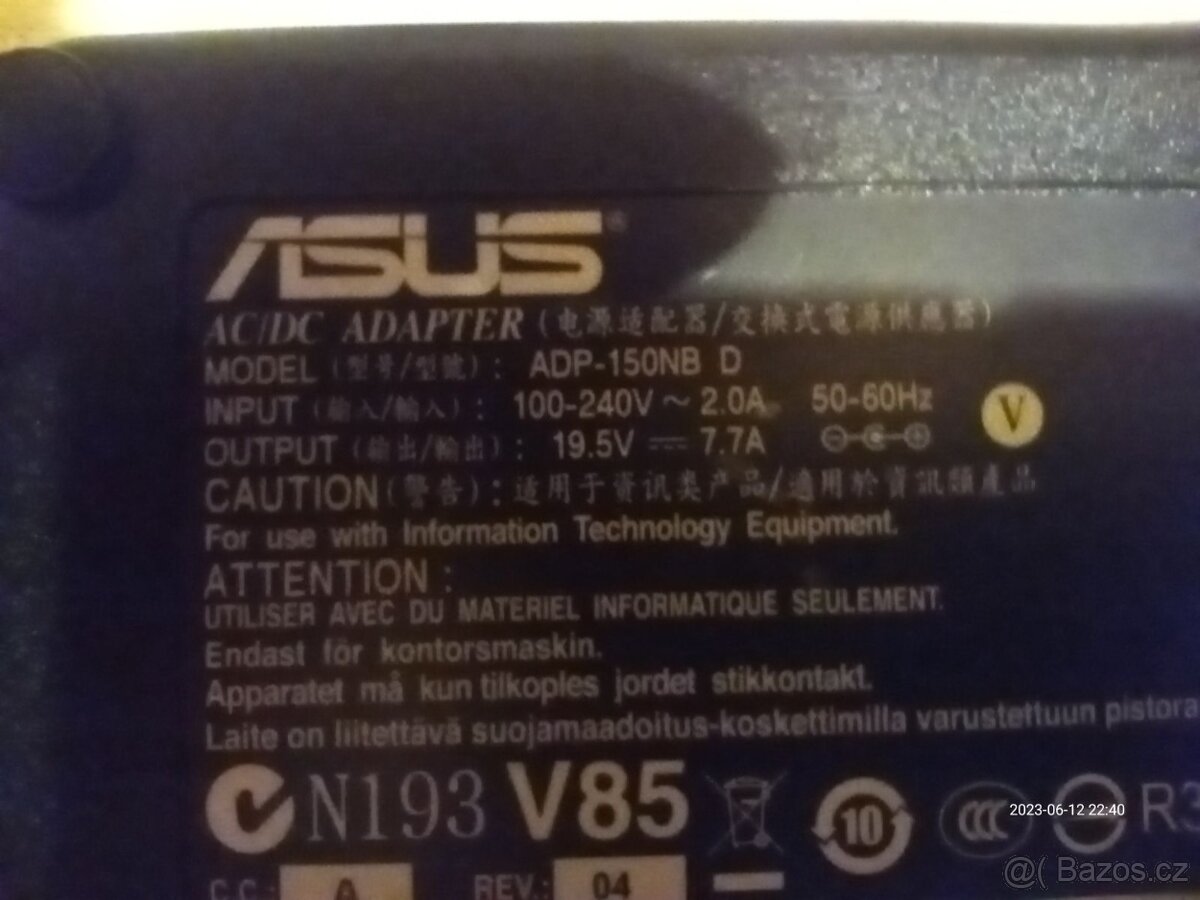 ASUS®
AC/DC ADAPTER (电源适配器/交換式電源供應器)
MODEL (型号/型號) : ADP-150NB D
INPUT (输入/輸入) : 100-240V ~ 2.0A 50-60Hz
OUTPUT (输出/輸出) : 19.5V ⎓ 7.7A
V
CAUTION (警告) : 适用于资讯类产品/適用於資訊類產品
For use with Information Technology Equipment.
ATTENTION :
UTILISER AVEC DU MATERIEL INFORMATIQUE SEULEMENT.
Endast för kontorsmaskin.
Apparatet må kun tilkoples jordet stikkontakt.
Laite on liitettävä suojamaadoitus-koskettimilla varustettuun pistora
N193 V85 10 CCC R3
2023-06-12 22:40
C.C.: A REV.: 04
@( Bazos.cz